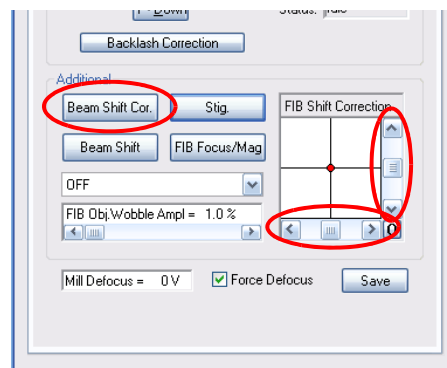 Backlash Correction
Additional
Beam Shift Cor.
Stig.
FIB Shift Correction
Beam Shift
FIB Focus/Mag
OFF
FIB Obj.Wobble Ampl = 1.0 %
0
Mill Defocus = 0 V
Force Defocus
Save